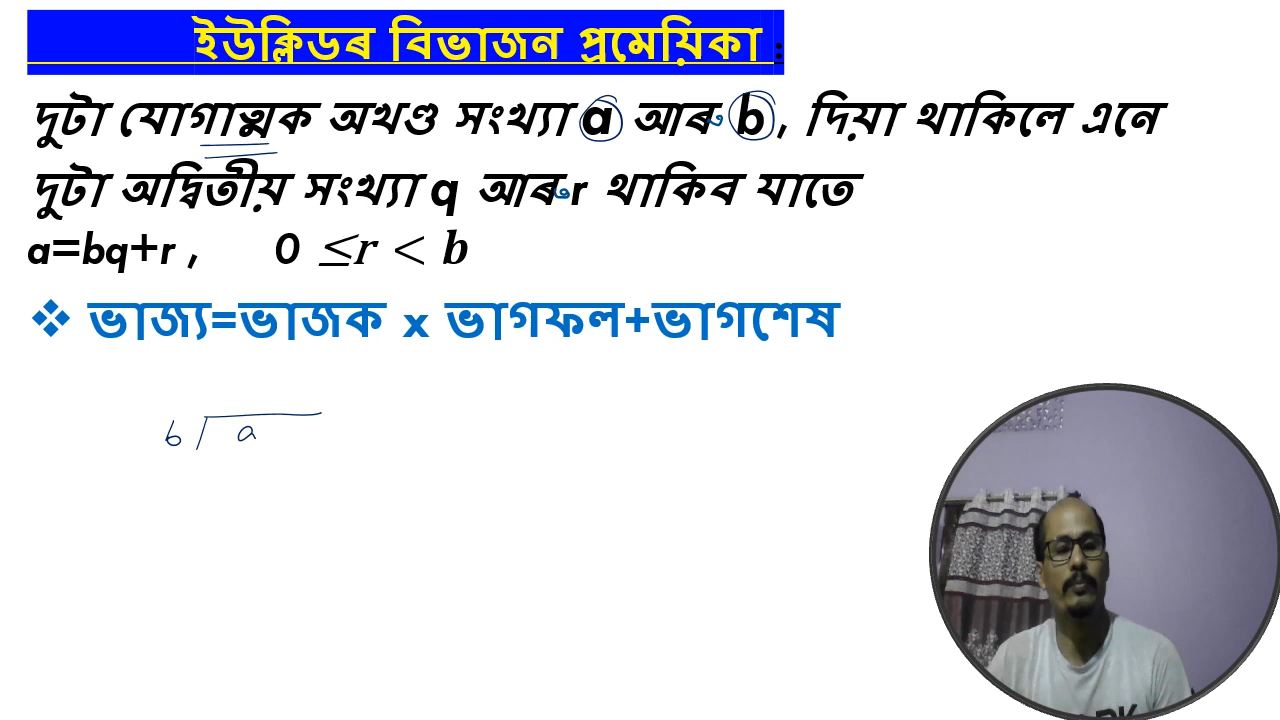 ইউক্লিডৰ বিভাজন প্ৰমেয়িকা :
দুটা যোগাত্মক অখণ্ড সংখ্যা a আৰু b , দিয়া থাকিলে এনে
দুটা অদ্বিতীয় সংখ্যা q আৰু r থাকিব যাতে
a=bq+r , 0 ≤r < b
❖ ভাজ্য=ভাজক x ভাগফল+ভাগশেষ
b a